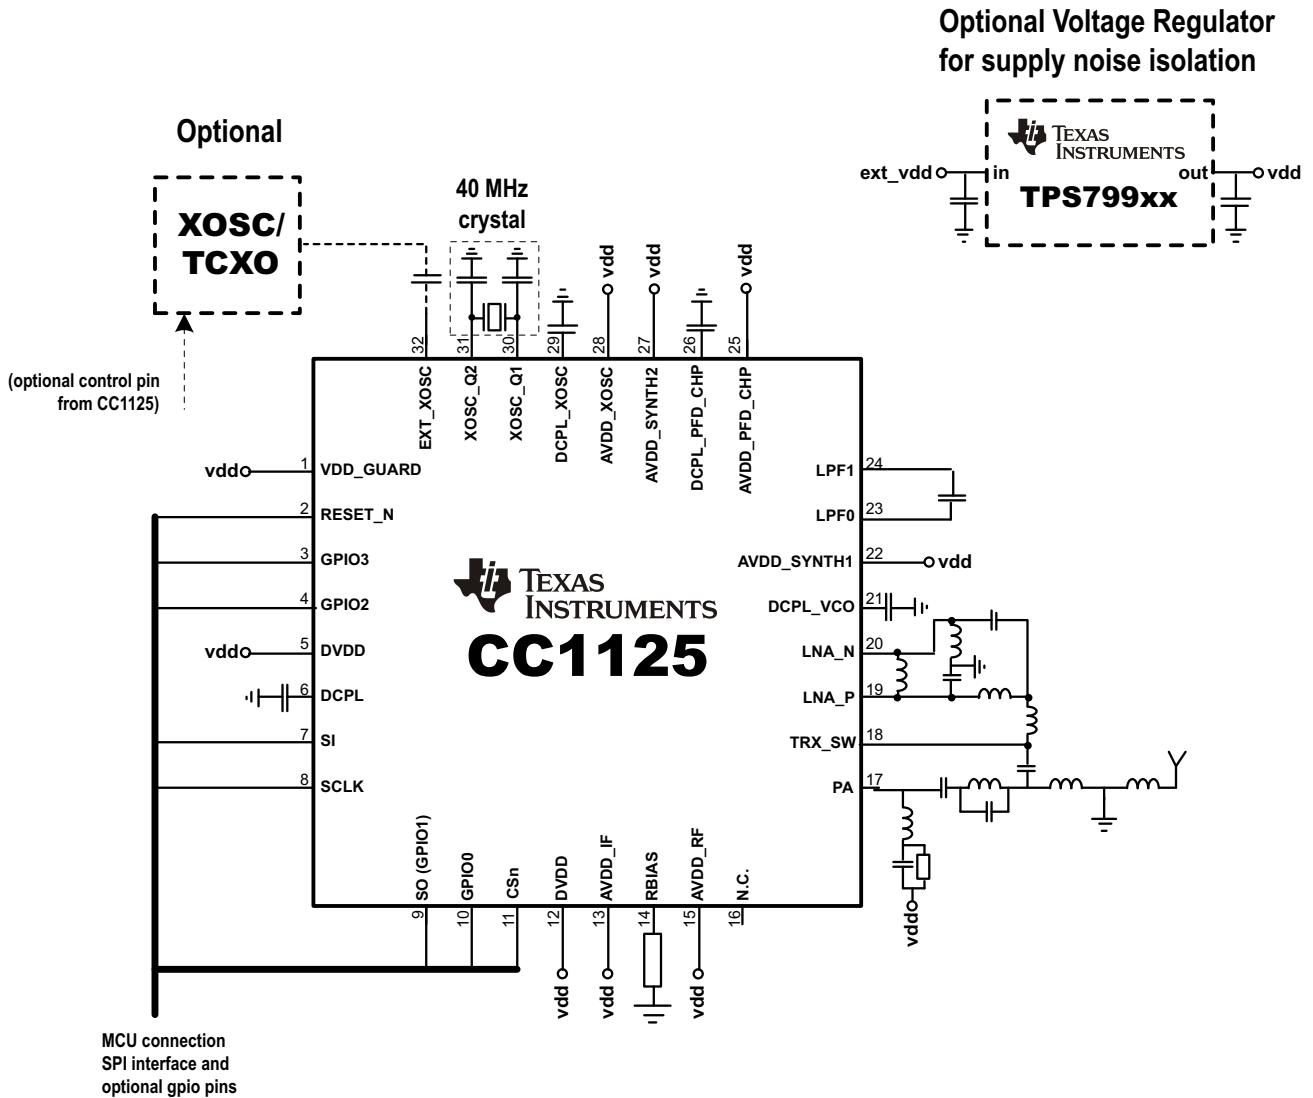 Optional Voltage Regulator
for supply noise isolation
TEXAS
INSTRUMENTS
ext_vdd
in
out
vdd
TPS799xx
Optional
XOSC/
TCXO
40 MHz
crystal
(optional control pin
from CC1125)
vdd
vdd
vdd
32
31
30
29
28
27
26
25
EXT_XOSC
XOSC_Q2
XOSC_Q1
DCPL_XOSC
AVDD_XOSC
AVDD_SYNTH2
DCPL_PFD_CHP
AVDD_PFD_CHP
vdd
1
VDD_GUARD
2
RESET_N
3
GPIO3
4
GPIO2
vdd
5
DVDD
6
DCPL
7
SI
8
SCLK
TEXAS
INSTRUMENTS
CC1125
LPF1
24
LPF0
23
AVDD_SYNTH1
22
vdd
DCPL_VCO
21
LNA_N
20
LNA_P
19
TRX_SW
18
PA
17
vdd
SO (GPIO1)
GPIO0
CSn
DVDD
AVDD_IF
RBIAS
AVDD_RF
N.C.
9
10
11
12
13
14
15
16
vdd
vdd
vdd
MCU connection
SPI interface and
optional gpio pins